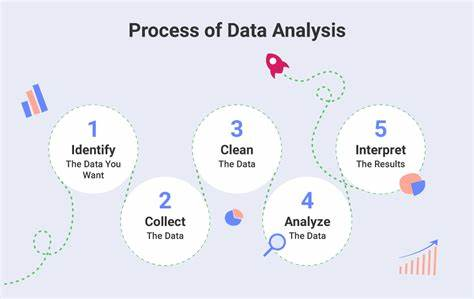 Process of Data Analysis
1
Identify
The Data You
Want
2
Collect
The Data
3
Clean
The Data
4
Analyze
The Data
5
Interpret
The Results